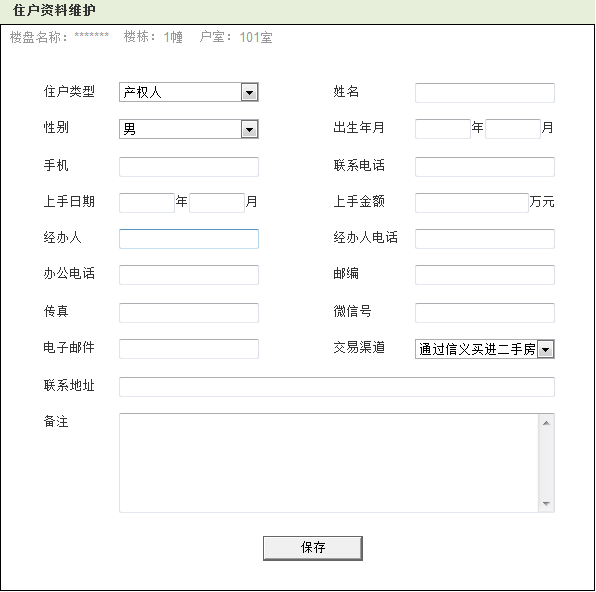 住户资料维护
楼盘名称：******* 楼栋：1幢 户室：101室
住户类型 产权人 姓名
性别 男 出生年月 年 月
手机 联系电话
上手日期 年 月 上手金额 万元
经办人 经办人电话
办公电话 邮编
传真 微信号
电子邮件 交易渠道 通过信义买进二手房
联系地址
备注
保存